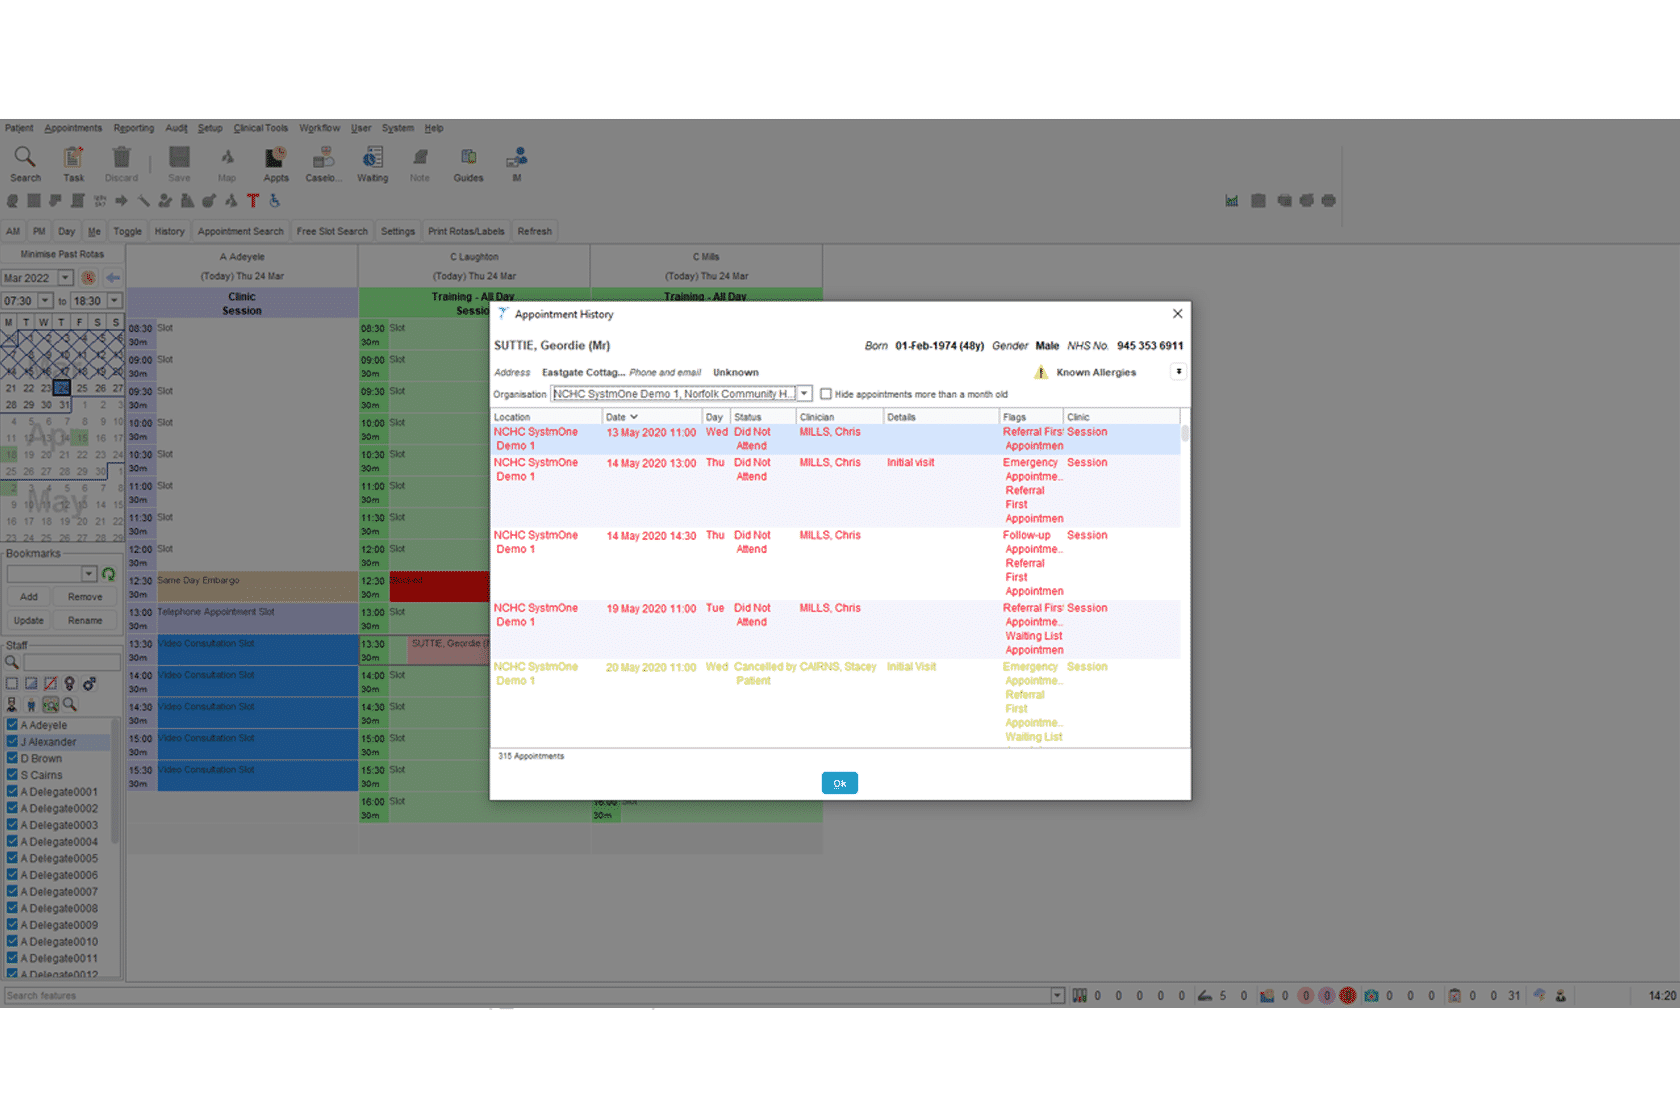 Patient Appointments Reporting Audit Setup Clinical Tools Workflow User System Help
Search Task Discard Save Map Appts Caselo... Waiting Note Guides IM
AM PM Day Me Toggle History Appointment Search Free Slot Search Settings Print Rotas/Labels Refresh
Minimise Past Rotas
Mar 2022
07:30 to 18:30
M T W T F S S
21 22 23 24 25 26 27
28 29 30 31 1 2 3
4 5 6 7 8 9 10
11 12 13 14 15 16 17
18 19 20 21 22 23 24
25 26 27 28 29 30 1
2 3 4 5 6 7 8
9 10 11 12 13 14 15
16 17 18 19 20 21 22
23 24 25 26 27 28 29
Bookmarks
Add Remove
Update Rename
Staff
A Adeyele
J Alexander
D Brown
S Cairns
A Delegate0001
A Delegate0002
A Delegate0003
A Delegate0004
A Delegate0005
A Delegate0006
A Delegate0007
A Delegate0008
A Delegate0009
A Delegate0010
A Delegate0011
A Delegate0012
A Adeyele
(Today) Thu 24 Mar
Clinic
Session
08:30 Slot
30m
09:00 Slot
30m
09:30 Slot
30m
10:00 Slot
30m
10:30 Slot
30m
11:00 Slot
30m
11:30 Slot
30m
12:00 Slot
30m
12:30 Same Day Embargo
30m
13:00 Telephone Appointment Slot
30m
13:30 Video Consultation Slot
30m
14:00 Video Consultation Slot
30m
14:30 Video Consultation Slot
30m
15:00 Video Consultation Slot
30m
15:30 Video Consultation Slot
30m
C Laughton
(Today) Thu 24 Mar
Training - All Day
Sessio
08:30 Slot
30m
09:00 Slot
30m
09:30 Slot
30m
10:00 Slot
30m
10:30 Slot
30m
11:00 Slot
30m
11:30 Slot
30m
12:00 Slot
30m
12:30
30m
13:00 Slot
30m
13:30 SUTTIE, Geordie (
30m
14:00 Slot
30m
14:30 Slot
30m
15:00 Slot
30m
15:30 Slot
30m
16:00 Slot
30m
C Mills
(Today) Thu 24 Mar
Training - All Day
16:00 Slot
30m
Appointment History
SUTTIE, Geordie (Mr) Born 01-Feb-1974 (48y) Gender Male NHS No. 945 353 6911
Address Eastgate Cottag... Phone and email Unknown Known Allergies
Organisation NCHC SystmOne Demo 1, Norfolk Community H... Hide appointments more than a month old
Location Date Day Status Clinician Details Flags Clinic
NCHC SystmOne 13 May 2020 11:00 Wed Did Not MILLS, Chris Referral Firs Session
Demo 1 Attend Appointmen
NCHC SystmOne 14 May 2020 13:00 Thu Did Not MILLS, Chris Initial visit Emergency Session
Demo 1 Attend Appointme..
Referral
First
Appointmen
NCHC SystmOne 14 May 2020 14:30 Thu Did Not MILLS, Chris Follow-up Session
Demo 1 Attend Appointme..
Referral
First
Appointmen
NCHC SystmOne 19 May 2020 11:00 Tue Did Not MILLS, Chris Referral Firs Session
Demo 1 Attend Appointme..
Waiting List
Appointmen
NCHC SystmOne 20 May 2020 11:00 Wed Cancelled by CAIRNS, Stacey Initial Visit Emergency Session
Demo 1 Patient Appointme..
Referral
First
Appointme..
Waiting List
315 Appointments
Ok
Search features 0 0 0 0 0 5 0 0 0 0 0 0 0 0 0 31 14:20